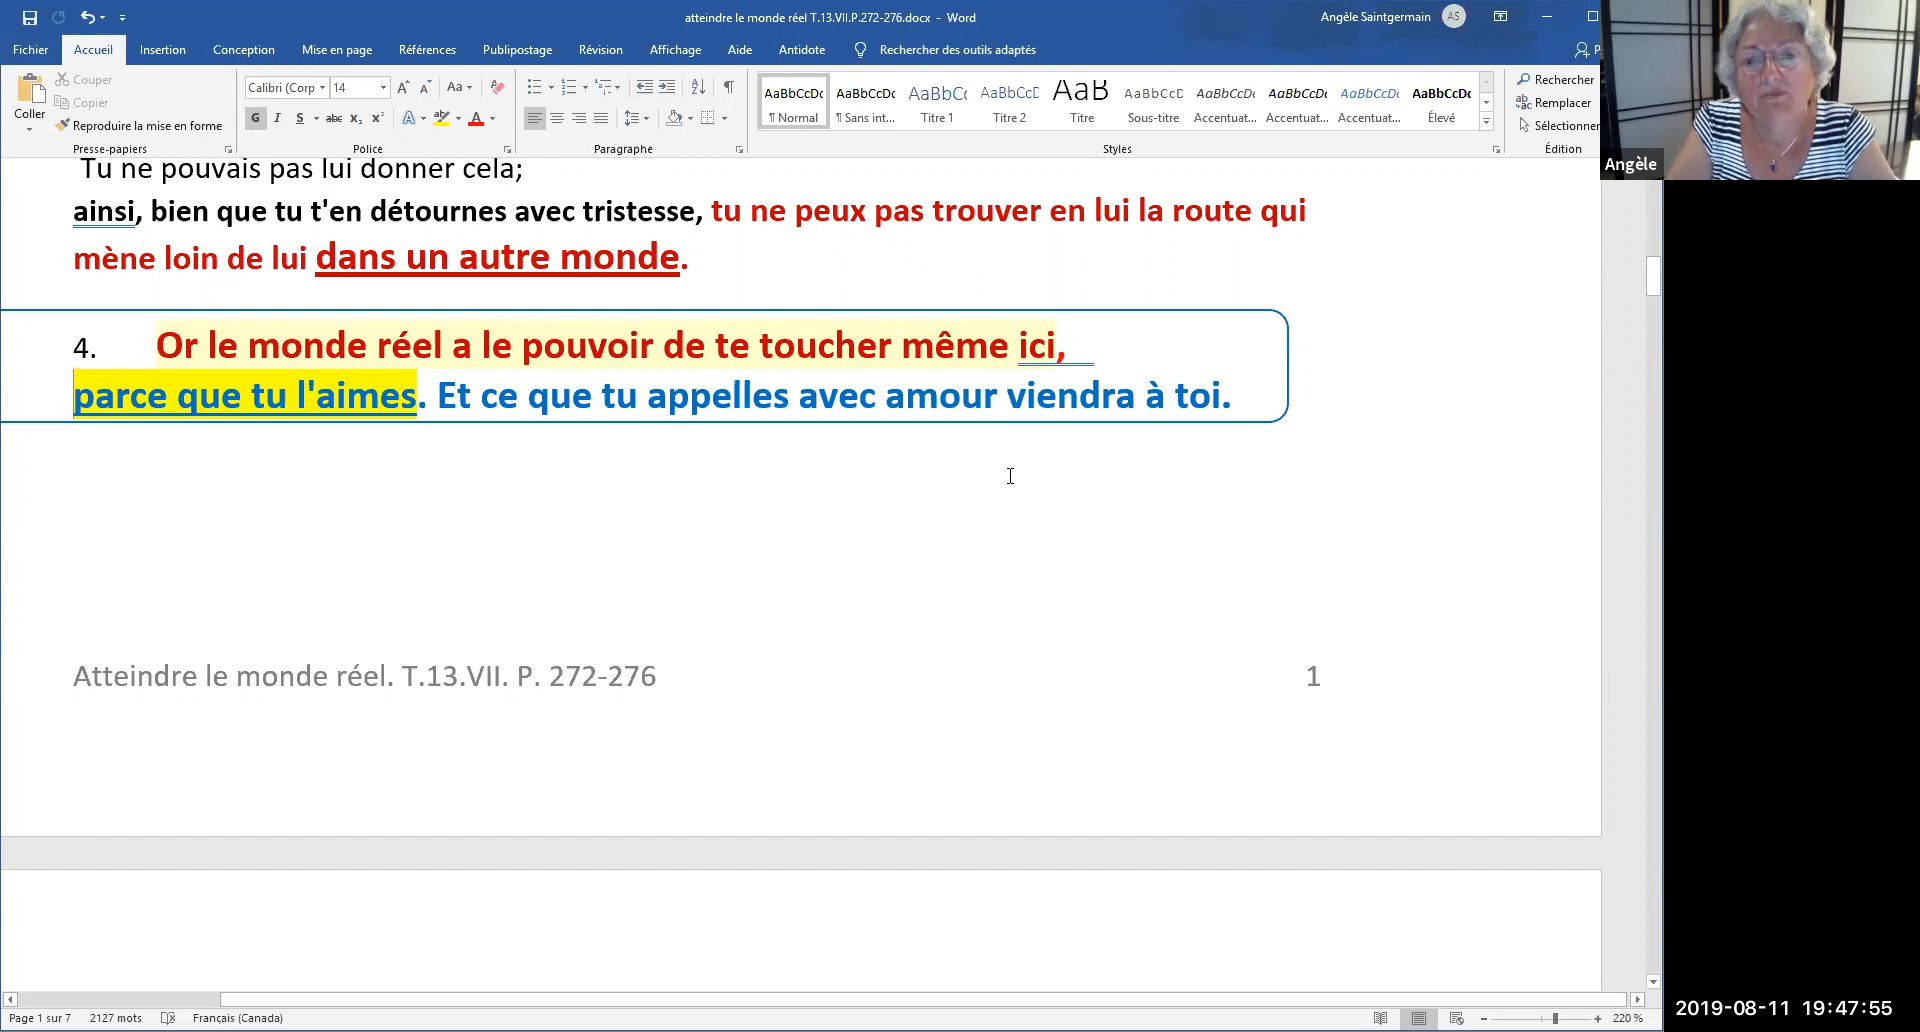 atteindre le monde réel T.13.VII.P.272-276.docx - Word
Angèle Saintgermain AS
Fichier Accueil Insertion Conception Mise en page Références Publipostage Révision Affichage Aide Antidote Rechercher des outils adaptés P
Coller
Couper
Copier
Reproduire la mise en forme
Presse-papiers
Calibri (Corp 14
Aa
G I S abc x₂ x² A ab A
Police
Paragraphe
AaBbCcDc AaBbCcDc AaBbC( AaBbCcD AaB AaBbCcD AaBbCcDc AaBbCcDc AaBbCcDc AaBbCcDc
¶ Normal ¶ Sans int... Titre 1 Titre 2 Titre Sous-titre Accentuat... Accentuat... Accentuat... Élevé
Styles
Rechercher
Remplacer
Sélectionner
Édition
Angèle
Tu ne pouvais pas lui donner cela;
ainsi, bien que tu t'en détournes avec tristesse, tu ne peux pas trouver en lui la route qui
mène loin de lui dans un autre monde.
4. Or le monde réel a le pouvoir de te toucher même ici,
parce que tu l'aimes. Et ce que tu appelles avec amour viendra à toi.
Atteindre le monde réel. T.13.VII. P. 272-276 1
Page 1 sur 7 2127 mots Français (Canada) 220 %
2019-08-11 19:47:55